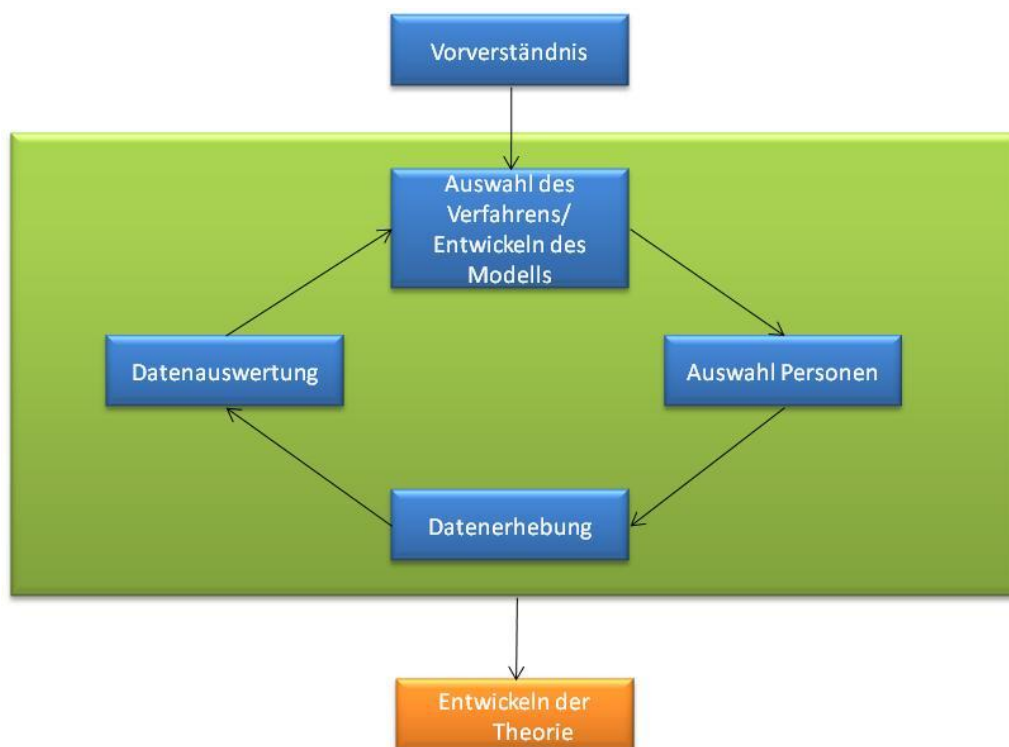 Vorverständnis
Auswahl des
Verfahrens/
Entwickeln des
Modells
Datenauswertung
Auswahl Personen
Datenerhebung
Entwickeln der
Theorie